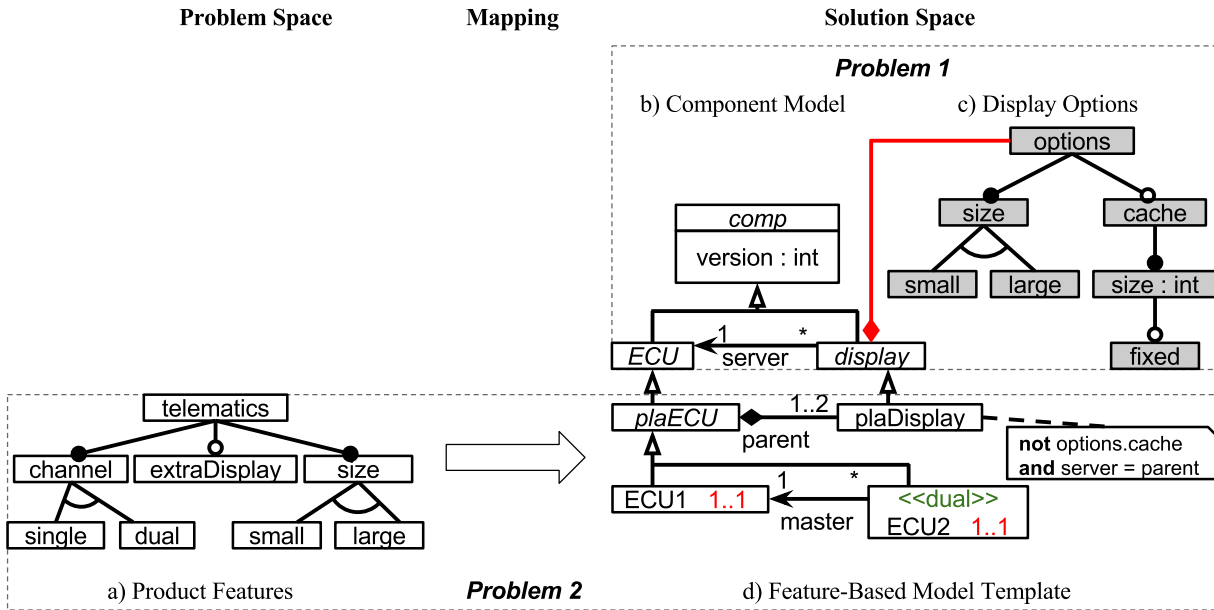 Problem Space
Mapping
Solution Space
Problem 1
b) Component Model
c) Display Options
options
size
cache
small
large
size : int
fixed
comp
version : int
1
*
server
ECU
display
telematics
channel
extraDisplay
size
single
dual
small
large
plaECU
1..2
parent
plaDisplay
not options.cache
and server = parent
ECU1 1..1
1
*
master
<<dual>>
ECU2 1..1
a) Product Features
Problem 2
d) Feature-Based Model Template